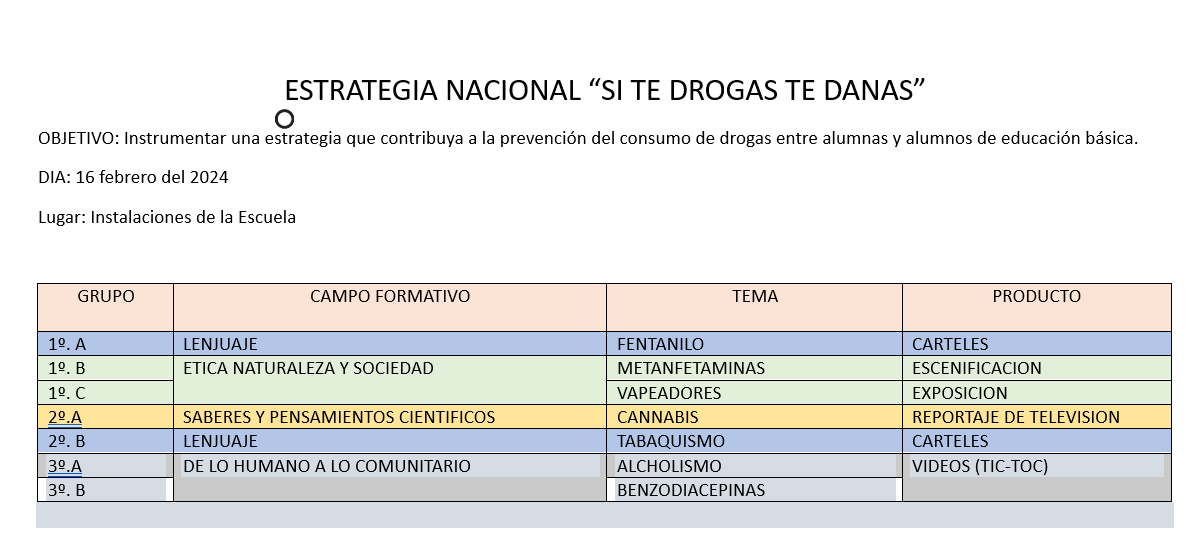 ESTRATEGIA NACIONAL “SI TE DROGAS TE DANAS”
OBJETIVO: Instrumentar una estrategia que contribuya a la prevención del consumo de drogas entre alumnas y alumnos de educación básica.
DIA: 16 febrero del 2024
Lugar: Instalaciones de la Escuela
GRUPO CAMPO FORMATIVO TEMA PRODUCTO
1º. A LENJUAJE FENTANILO CARTELES
1º. B ETICA NATURALEZA Y SOCIEDAD METANFETAMINAS ESCENIFICACION
1º. C VAPEADORES EXPOSICION
2º.A SABERES Y PENSAMIENTOS CIENTIFICOS CANNABIS REPORTAJE DE TELEVISION
2º. B LENJUAJE TABAQUISMO CARTELES
3º.A DE LO HUMANO A LO COMUNITARIO ALCHOLISMO VIDEOS (TIC-TOC)
3º. B BENZODIACEPINAS